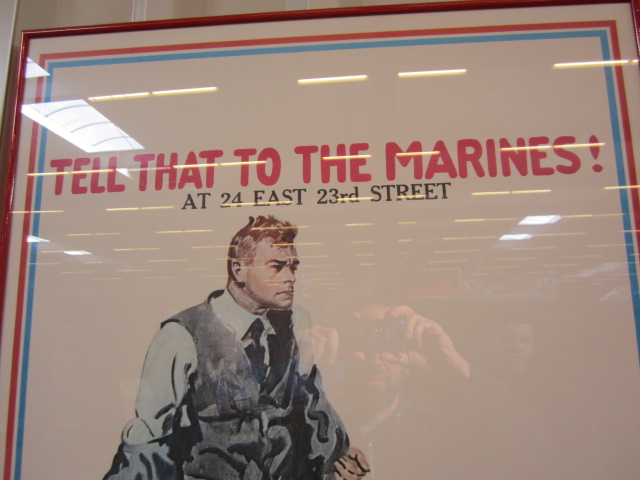 TELL THAT TO THE MARINES!
AT 24 EAST 23rd STREET